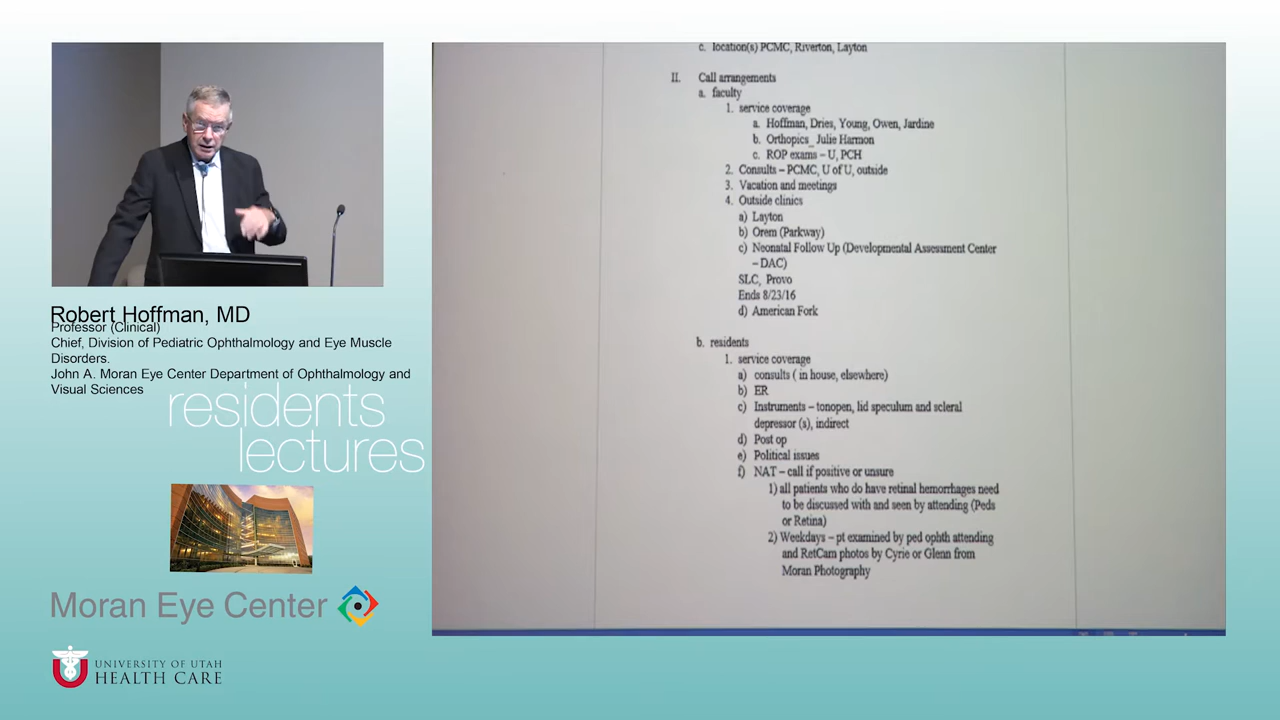 Robert Hoffman, MD
Professor (Clinical)
Chief, Division of Pediatric Ophthalmology and Eye Muscle
Disorders.
John A. Moran Eye Center Department of Ophthalmology and
Visual Sciences
residents
lectures
Moran Eye Center
U
UNIVERSITY OF UTAH
HEALTH CARE
c. location(s) PCMC, Riverton, Layton
II. Call arrangements
a. faculty
1. service coverage
a. Hoffman, Dries, Young, Owen, Jardine
b. Orthopics_ Julie Harmon
c. ROP exams – U, PCH
2. Consults – PCMC, U of U, outside
3. Vacation and meetings
4. Outside clinics
a) Layton
b) Orem (Parkway)
c) Neonatal Follow Up (Developmental Assessment Center
– DAC)
SLC, Provo
Ends 8/23/16
d) American Fork
b. residents
1. service coverage
a) consults ( in house, elsewhere)
b) ER
c) Instruments – tonopen, lid speculum and scleral
depressor (s), indirect
d) Post op
e) Political issues
f) NAT – call if positive or unsure
1) all patients who do have retinal hemorrhages need
to be discussed with and seen by attending (Peds
or Retina)
2) Weekdays – pt examined by ped ophth attending
and RetCam photos by Cyrie or Glenn from
Moran Photography